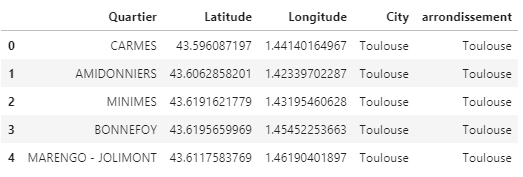 Quartier Latitude Longitude City arrondissement
0 CARMES 43.596087197 1.44140164967 Toulouse Toulouse
1 AMIDONNIERS 43.6062858201 1.42339702287 Toulouse Toulouse
2 MINIMES 43.6191621779 1.43195460628 Toulouse Toulouse
3 BONNEFOY 43.6195659969 1.45452253663 Toulouse Toulouse
4 MARENGO - JOLIMONT 43.6117583769 1.46190401897 Toulouse Toulouse